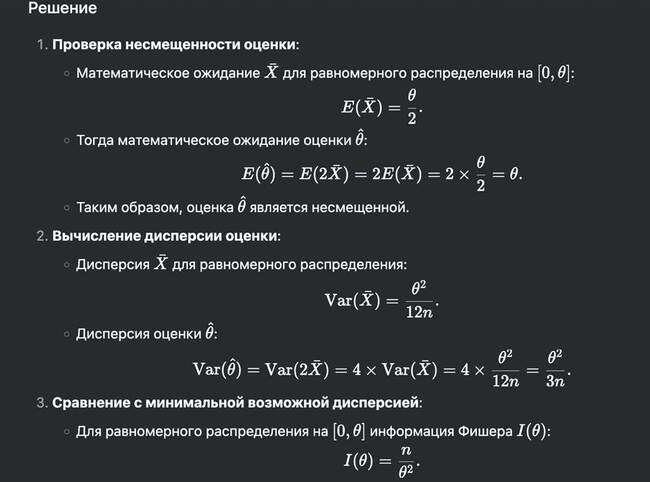 Решение
1. Проверка несмещенности оценки:
◦ Математическое ожидание X̄ для равномерного распределения на [0, θ]:
E(X̄) = θ/2.
◦ Тогда математическое ожидание оценки θ̂:
E(θ̂) = E(2X̄) = 2E(X̄) = 2 × θ/2 = θ.
◦ Таким образом, оценка θ̂ является несмещенной.
2. Вычисление дисперсии оценки:
◦ Дисперсия X̄ для равномерного распределения:
Var(X̄) = θ²/12n.
◦ Дисперсия оценки θ̂:
Var(θ̂) = Var(2X̄) = 4 × Var(X̄) = 4 × θ²/12n = θ²/3n.
3. Сравнение с минимальной возможной дисперсией:
◦ Для равномерного распределения на [0, θ] информация Фишера I(θ):
I(θ) = n/θ².